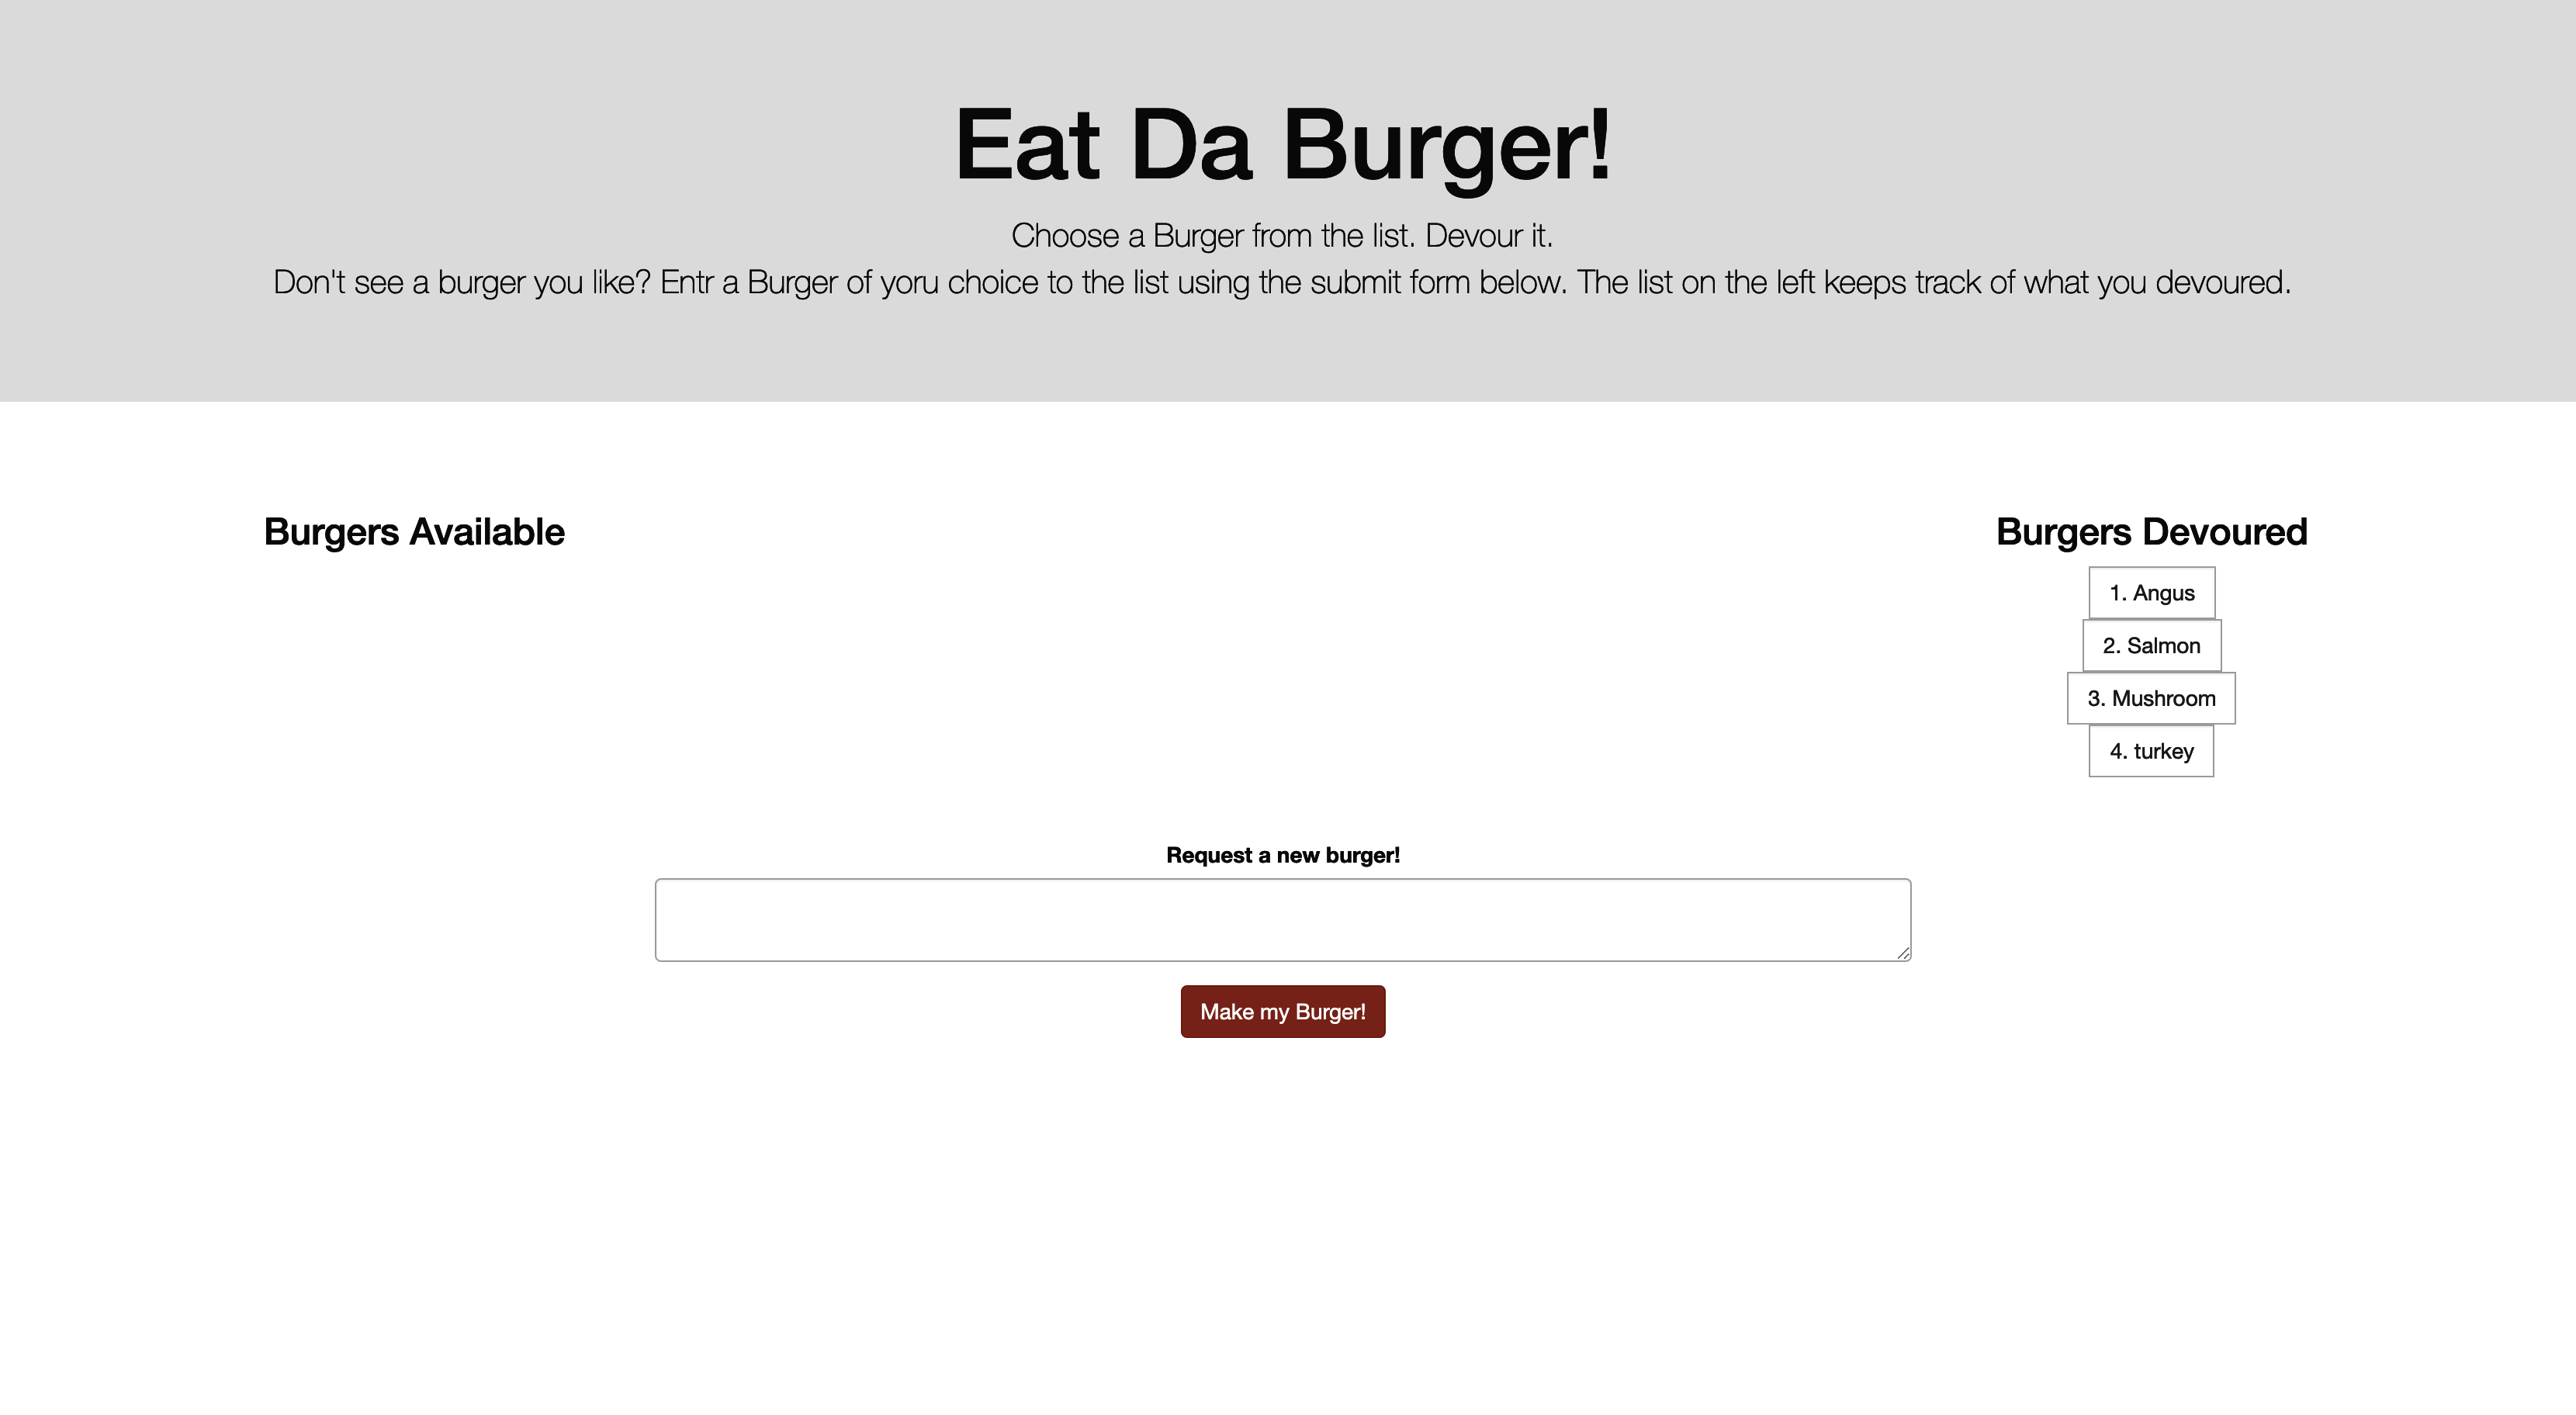 Eat Da Burger!
Choose a Burger from the list. Devour it.
Don't see a burger you like? Entr a Burger of yoru choice to the list using the submit form below. The list on the left keeps track of what you devoured.
Burgers Available
Burgers Devoured
1. Angus
2. Salmon
3. Mushroom
4. turkey
Request a new burger!
Make my Burger!